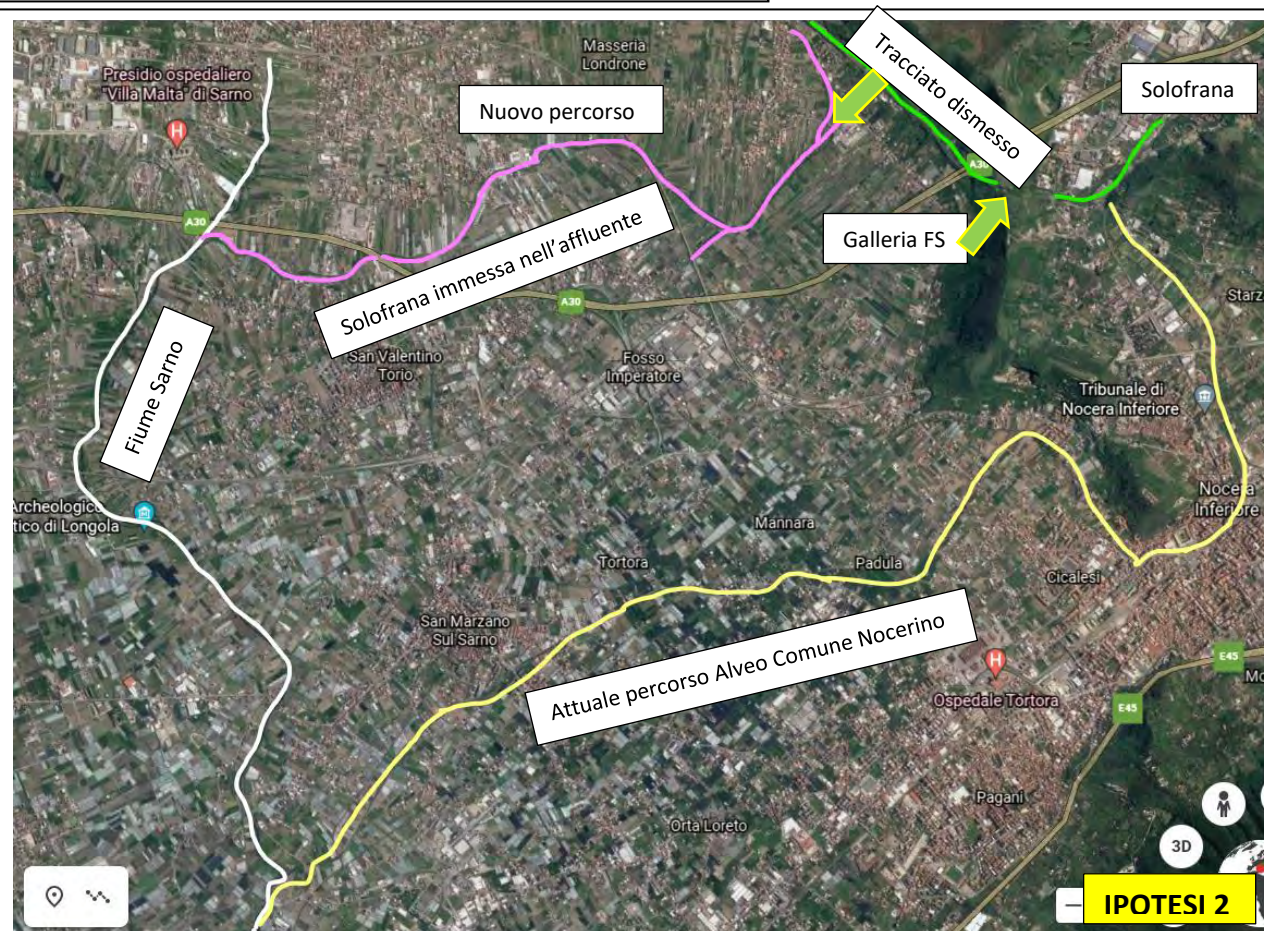 Masseria
Londrone
Presidio ospedaliero
"Villa Malta" di Sarno
H
Nuovo percorso
Tracciato dismesso
Solofrana
A30
A30
Galleria FS
Solofrana immessa nell'affluente
A30
Starz
San Valentino
Torio
Fosso
Imperatore
Fiume Sarno
Tribunale di
Nocera Inferiore
Archeologico
tico di Longola
Nocera
Inferiore
Mannara
Tortora
Padula
Cicalesi
San Marzano
Sul Sarno
Attuale percorso Alveo Comune Nocerino
H
Ospedale Tortora
E45
Mo
E45
Pagani
Orta Loreto
3D
IPOTESI 2